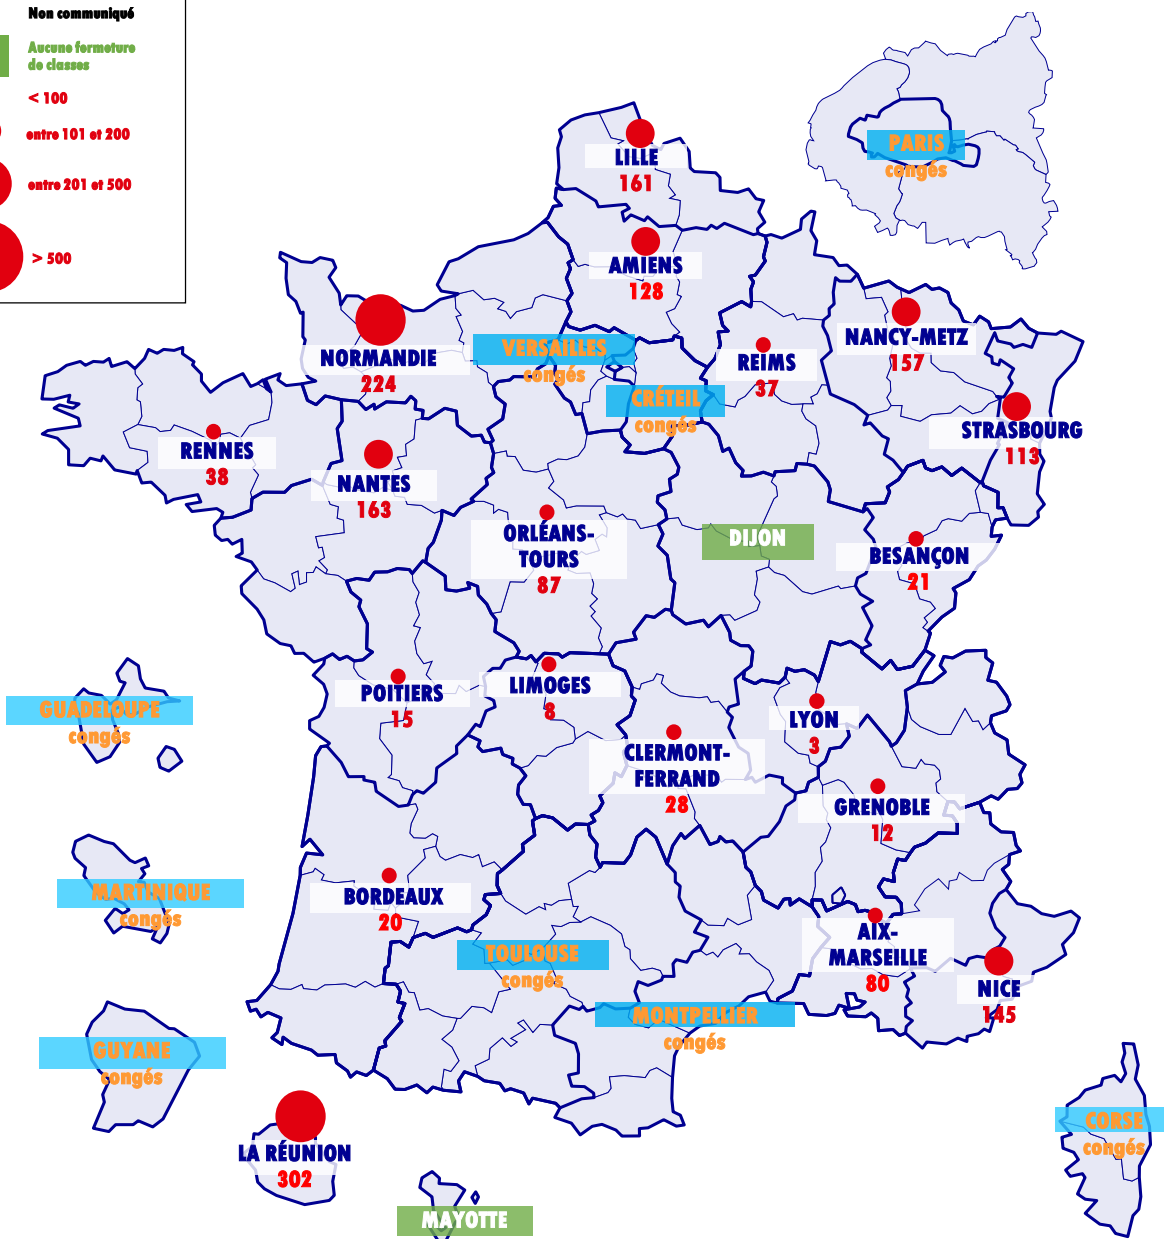 Non communiqué
Aucune fermeture
de classes
< 100
entre 101 et 200
entre 201 et 500
> 500
PARIS
congés
LILLE
161
AMIENS
128
NORMANDIE
224
VERSAILLES
congés
CRÉTEIL
congés
REIMS
37
NANCY-METZ
157
STRASBOURG
113
RENNES
38
NANTES
163
ORLÉANS-
TOURS
87
DIJON
BESANÇON
21
POITIERS
15
LIMOGES
8
LYON
3
CLERMONT-
FERRAND
28
GRENOBLE
12
GUADELOUPE
congés
MARTINIQUE
congés
BORDEAUX
20
TOULOUSE
congés
AIX-
MARSEILLE
80
NICE
145
MONTPELLIER
congés
GUYANE
congés
LA RÉUNION
302
CORSE
congés
MAYOTTE